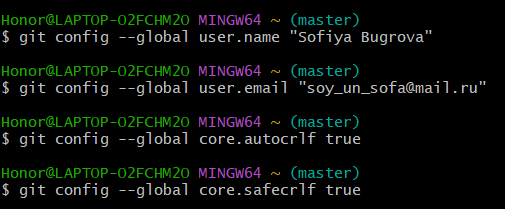 Honor@LAPTOP-O2FCHM2O MINGW64 ~ (master)
$ git config --global user.name "Sofiya Bugrova"
Honor@LAPTOP-O2FCHM2O MINGW64 ~ (master)
$ git config --global user.email "soy_un_sofa@mail.ru"
Honor@LAPTOP-O2FCHM2O MINGW64 ~ (master)
$ git config --global core.autocrlf true
Honor@LAPTOP-O2FCHM2O MINGW64 ~ (master)
$ git config --global core.safecrlf true